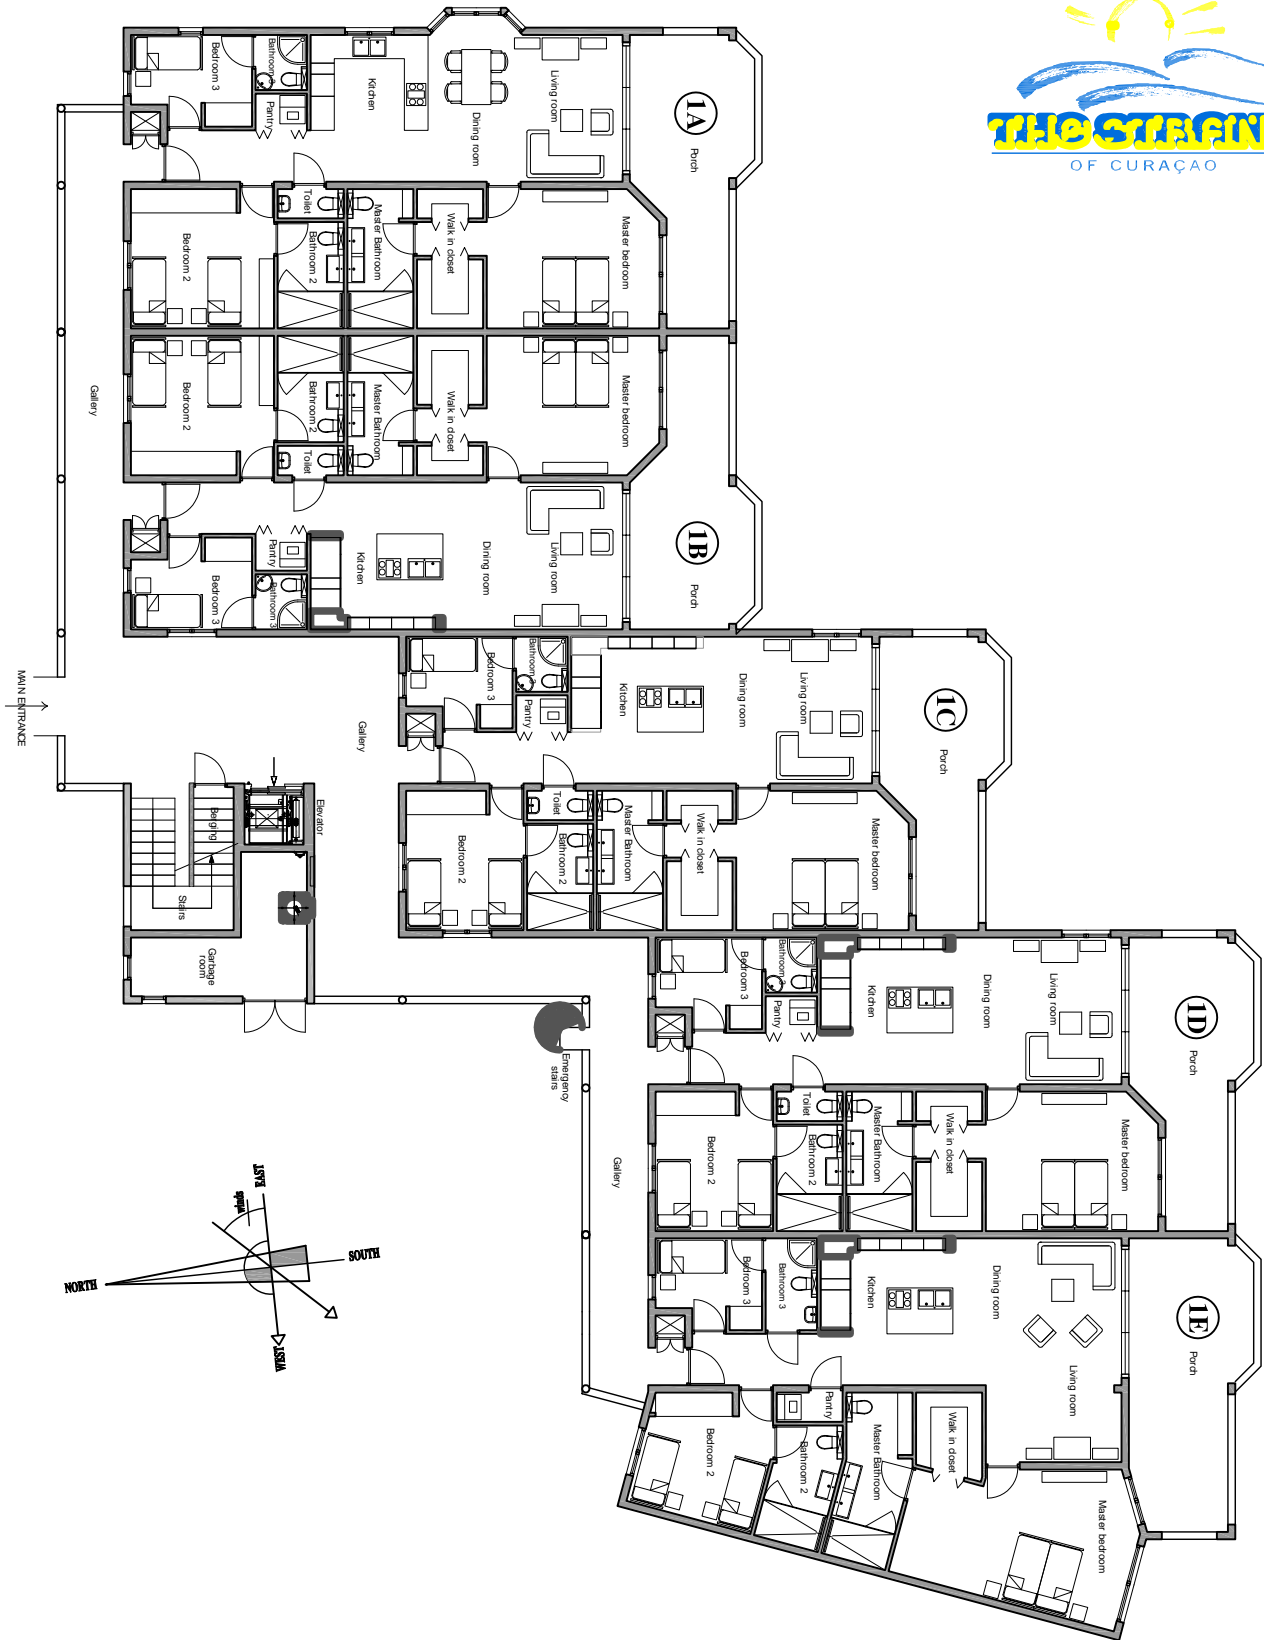 OF CURAÇAO
1A
Porch
Bedroom 3
Bathroom 3
Pantry
Kitchen
Dining room
Living room
Toilet
Bedroom 2
Bathroom 2
Master Bathroom
Walk in closet
Master bedroom
Gallery
Bedroom 2
Bathroom 2
Toilet
Master Bathroom
Walk in closet
Master bedroom
1B
Porch
Pantry
Bedroom 3
Bathroom 3
Kitchen
Dining room
Living room
MAIN ENTRANCE
Gallery
Bedroom 3
Bathroom 3
Pantry
Kitchen
Dining room
Living room
1C
Porch
Toilet
Bedroom 2
Bathroom 2
Master Bathroom
Walk in closet
Master bedroom
Elevator
Berging
Stairs
Garbage
room
Emergency
stairs
Gallery
Bedroom 3
Bathroom 3
Pantry
Kitchen
Dining room
Living room
1D
Porch
Toilet
Bedroom 2
Bathroom 2
Master Bathroom
Walk in closet
Master bedroom
Bedroom 3
Bathroom 3
Kitchen
Dining room
Living room
1E
Porch
Pantry
Bedroom 2
Bathroom 2
Master Bathroom
Walk in closet
Master bedroom
EAST
winds
SOUTH
NORTH
WEST